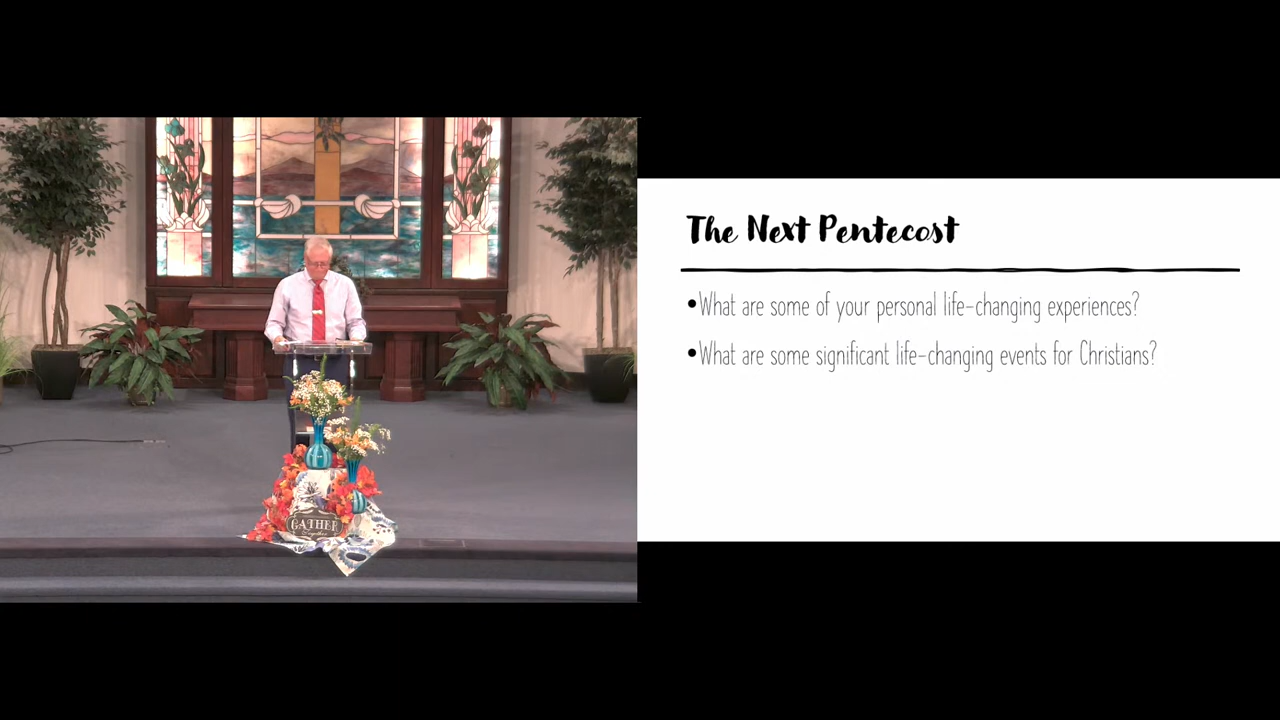 The Next Pentecost
•What are some of your personal life-changing experiences?
•What are some significant life-changing events for Christians?
GATHER
Together